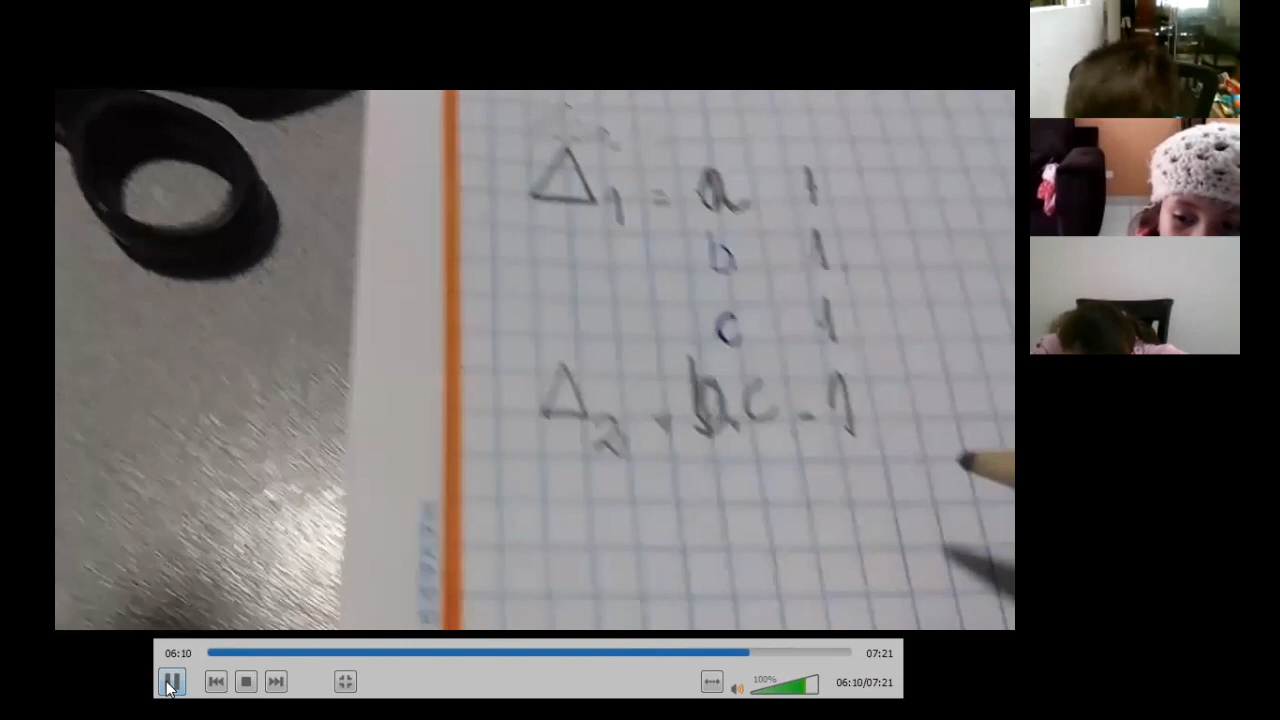 Δ1 = a 1
b 1
c 1
Δ2 = bc - 1
06:10 07:21
100%
06:10/07:21